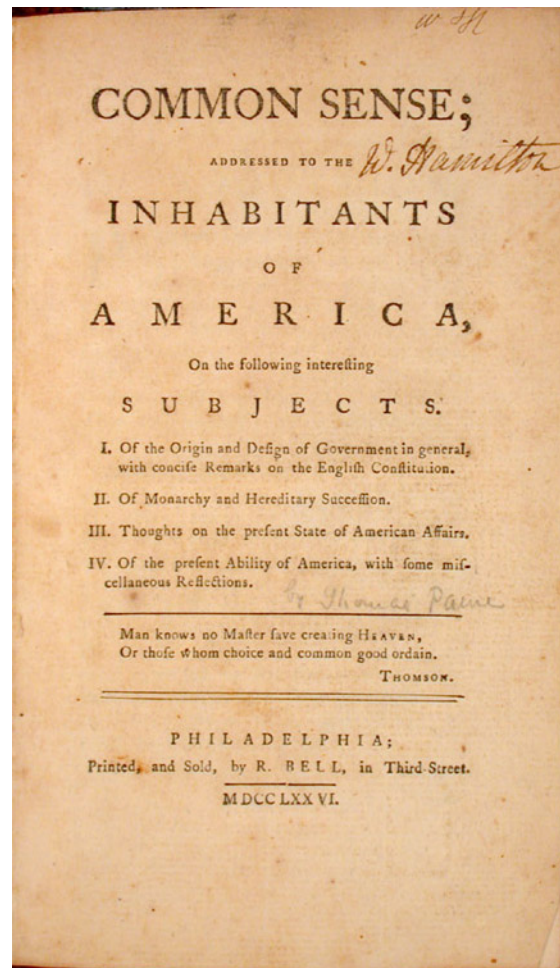 COMMON SENSE;
ADDRESSED TO THE W. Hamilton
INHABITANTS
OF
AMERICA,
On the following intereſting
SUBJECTS.
I. Of the Origin and Deſign of Government in general,
with conciſe Remarks on the Engliſh Conſtitution.
II. Of Monarchy and Hereditary Succeſſion.
III. Thoughts on the preſent State of American Affairs.
IV. Of the preſent Ability of America, with ſome miſ-
cellaneous Reflections.
by Thomas Paine
Man knows no Maſter ſave creating HEAVEN,
Or thoſe whom choice and common good ordain.
THOMSON.
PHILADELPHIA;
Printed, and Sold, by R. BELL, in Third-Street.
MDCCLXXVI.